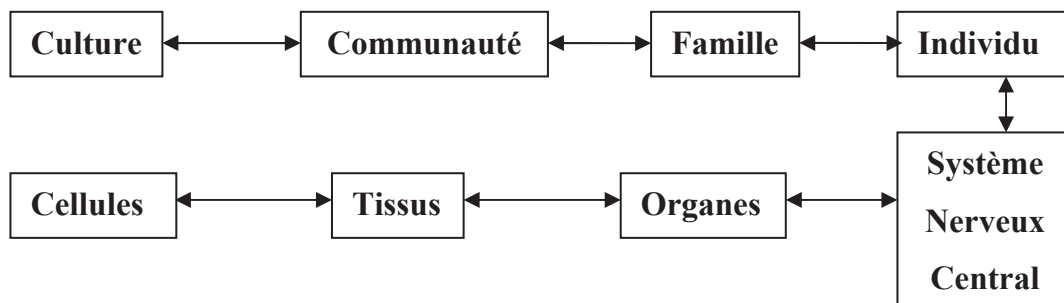 Culture Communauté Famille Individu
Cellules Tissus Organes Système
Nerveux
Central